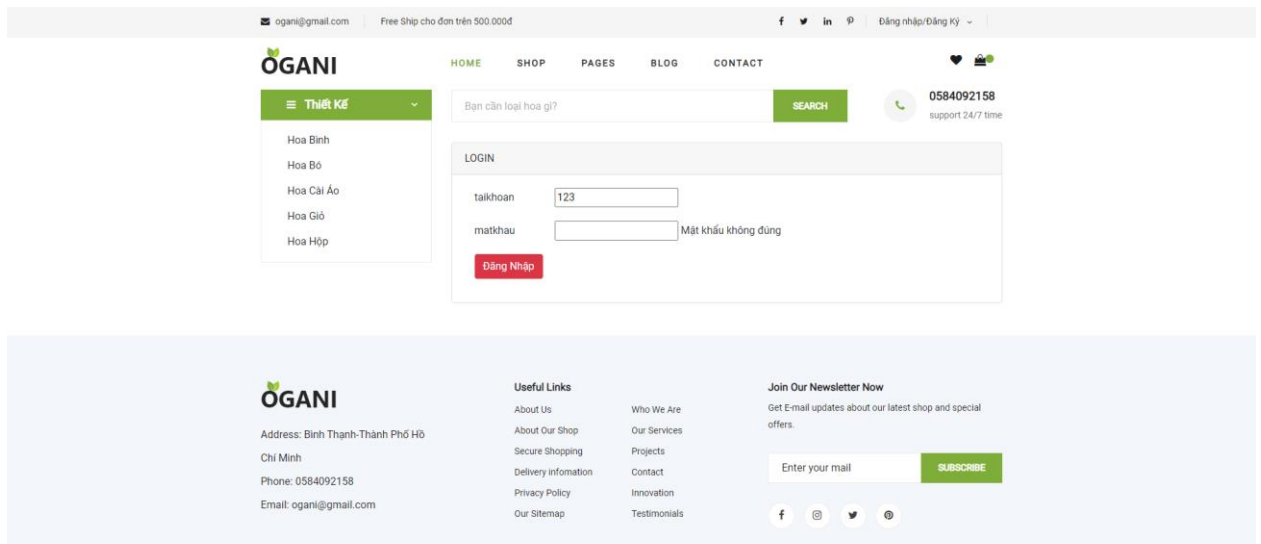 ogani@gmail.com Free Ship cho đơn trên 500.000đ Đăng nhập/Đăng Ký
OGANI HOME SHOP PAGES BLOG CONTACT
Thiết Kế Bạn cần loại hoa gì? SEARCH 0584092158
support 24/7 time
Hoa Bình
Hoa Bó
Hoa Cài Áo
Hoa Giỏ
Hoa Hộp
LOGIN
taikhoan 123
matkhau Mật khẩu không đúng
Đăng Nhập
OGANI
Address: Bình Thạnh-Thành Phố Hồ
Chí Minh
Phone: 0584092158
Email: ogani@gmail.com
Useful Links
About Us
About Our Shop
Secure Shopping
Delivery infomation
Privacy Policy
Our Sitemap
Who We Are
Our Services
Projects
Contact
Innovation
Testimonials
Join Our Newsletter Now
Get E-mail updates about our latest shop and special
offers.
Enter your mail SUBSCRIBE